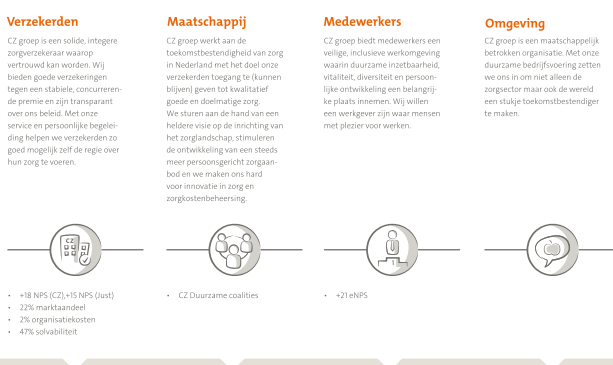 Verzekerden
CZ groep is een solide, integere
zorgverzekeraar waarop
vertrouwd kan worden. Wij
bieden goede verzekeringen
tegen een stabiele, concurreren-
de premie en zijn transparant
over ons beleid. Met onze
service en persoonlijke begelei-
ding helpen we verzekerden zo
goed mogelijk zelf de regie over
hun zorg te voeren.
CZ
• +18 NPS (CZ),+15 NPS (Just)
• 22% marktaandeel
• 2% organisatiekosten
• 47% solvabiliteit
Maatschappij
CZ groep werkt aan de
toekomstbestendigheid van zorg
in Nederland met het doel onze
verzekerden toegang te (kunnen
blijven) geven tot kwalitatief
goede en doelmatige zorg.
We sturen aan de hand van een
heldere visie op de inrichting van
het zorglandschap, stimuleren
de ontwikkeling van een steeds
meer persoonsgericht zorgaan-
bod en we maken ons hard
voor innovatie in zorg en
zorgkostenbeheersing.
• CZ Duurzame coalities
Medewerkers
CZ groep biedt medewerkers een
veilige, inclusieve werkomgeving
waarin duurzame inzetbaarheid,
vitaliteit, diversiteit en persoon-
lijke ontwikkeling een belangrij-
ke plaats innemen. Wij willen
een werkgever zijn waar mensen
met plezier voor werken.
• +21 eNPS
Omgeving
CZ groep is een maatschappelijk
betrokken organisatie. Met onze
duurzame bedrijfsvoering zetten
we ons in om niet alleen de
zorgsector maar ook de wereld
een stukje toekomstbestendiger
te maken.